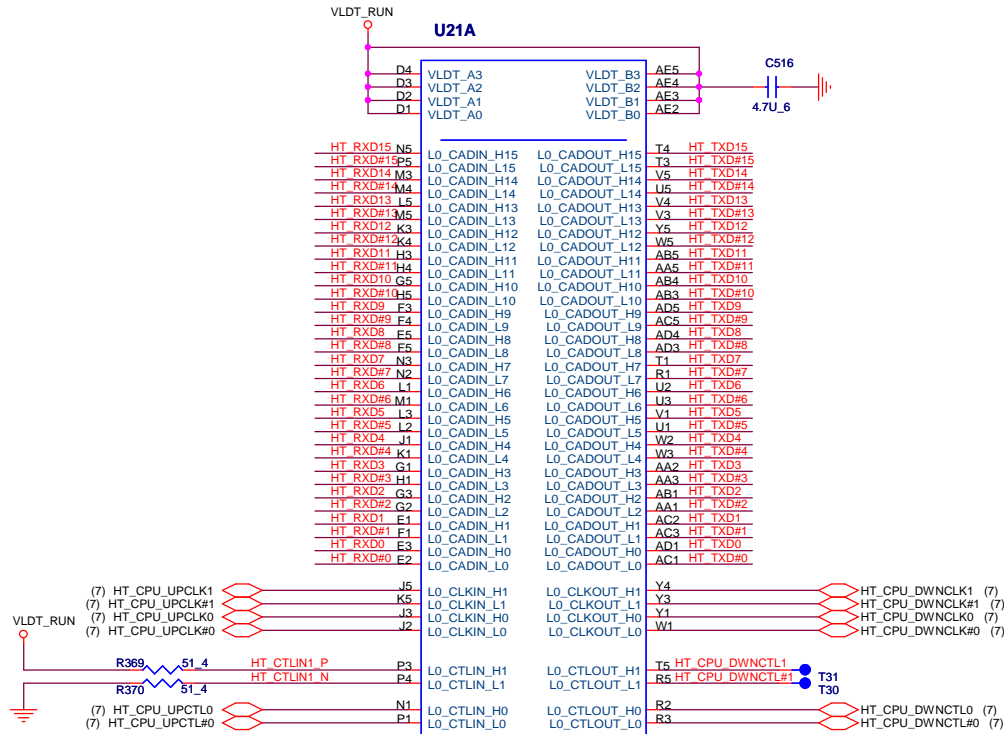 VLDT_RUN
U21A
D4 VLDT_A3 VLDT_B3 AE5
D3 VLDT_A2 VLDT_B2 AE4
D2 VLDT_A1 VLDT_B1 AE3
D1 VLDT_A0 VLDT_B0 AE2
C516
4.7U_6
HT_RXD15 N5 L0_CADIN_H15 L0_CADOUT_H15 T4 HT_TXD15
HT_RXD#15 P5 L0_CADIN_L15 L0_CADOUT_L15 T3 HT_TXD#15
HT_RXD14 M3 L0_CADIN_H14 L0_CADOUT_H14 V5 HT_TXD14
HT_RXD#14 M4 L0_CADIN_L14 L0_CADOUT_L14 U5 HT_TXD#14
HT_RXD13 L5 L0_CADIN_H13 L0_CADOUT_H13 V4 HT_TXD13
HT_RXD#13 M5 L0_CADIN_L13 L0_CADOUT_L13 V3 HT_TXD#13
HT_RXD12 K3 L0_CADIN_H12 L0_CADOUT_H12 Y5 HT_TXD12
HT_RXD#12 K4 L0_CADIN_L12 L0_CADOUT_L12 W5 HT_TXD#12
HT_RXD11 H3 L0_CADIN_H11 L0_CADOUT_H11 AB5 HT_TXD11
HT_RXD#11 H4 L0_CADIN_L11 L0_CADOUT_L11 AA5 HT_TXD#11
HT_RXD10 G5 L0_CADIN_H10 L0_CADOUT_H10 AB4 HT_TXD10
HT_RXD#10 H5 L0_CADIN_L10 L0_CADOUT_L10 AB3 HT_TXD#10
HT_RXD9 F3 L0_CADIN_H9 L0_CADOUT_H9 AD5 HT_TXD9
HT_RXD#9 F4 L0_CADIN_L9 L0_CADOUT_L9 AC5 HT_TXD#9
HT_RXD8 E5 L0_CADIN_H8 L0_CADOUT_H8 AD4 HT_TXD8
HT_RXD#8 F5 L0_CADIN_L8 L0_CADOUT_L8 AD3 HT_TXD#8
HT_RXD7 N3 L0_CADIN_H7 L0_CADOUT_H7 T1 HT_TXD7
HT_RXD#7 N2 L0_CADIN_L7 L0_CADOUT_L7 R1 HT_TXD#7
HT_RXD6 L1 L0_CADIN_H6 L0_CADOUT_H6 U2 HT_TXD6
HT_RXD#6 M1 L0_CADIN_L6 L0_CADOUT_L6 U3 HT_TXD#6
HT_RXD5 L3 L0_CADIN_H5 L0_CADOUT_H5 V1 HT_TXD5
HT_RXD#5 L2 L0_CADIN_L5 L0_CADOUT_L5 U1 HT_TXD#5
HT_RXD4 J1 L0_CADIN_H4 L0_CADOUT_H4 W2 HT_TXD4
HT_RXD#4 K1 L0_CADIN_L4 L0_CADOUT_L4 W3 HT_TXD#4
HT_RXD3 G1 L0_CADIN_H3 L0_CADOUT_H3 AA2 HT_TXD3
HT_RXD#3 H1 L0_CADIN_L3 L0_CADOUT_L3 AA3 HT_TXD#3
HT_RXD2 G3 L0_CADIN_H2 L0_CADOUT_H2 AB1 HT_TXD2
HT_RXD#2 G2 L0_CADIN_L2 L0_CADOUT_L2 AA1 HT_TXD#2
HT_RXD1 E1 L0_CADIN_H1 L0_CADOUT_H1 AC2 HT_TXD1
HT_RXD#1 F1 L0_CADIN_L1 L0_CADOUT_L1 AC3 HT_TXD#1
HT_RXD0 E3 L0_CADIN_H0 L0_CADOUT_H0 AD1 HT_TXD0
HT_RXD#0 E2 L0_CADIN_L0 L0_CADOUT_L0 AC1 HT_TXD#0
(7) HT_CPU_UPCLK1 J5 L0_CLKIN_H1 L0_CLKOUT_H1 Y4 HT_CPU_DWNCLK1 (7)
(7) HT_CPU_UPCLK#1 K5 L0_CLKIN_L1 L0_CLKOUT_L1 Y3 HT_CPU_DWNCLK#1 (7)
(7) HT_CPU_UPCLK0 J3 L0_CLKIN_H0 L0_CLKOUT_H0 Y1 HT_CPU_DWNCLK0 (7)
(7) HT_CPU_UPCLK#0 J2 L0_CLKIN_L0 L0_CLKOUT_L0 W1 HT_CPU_DWNCLK#0 (7)
VLDT_RUN
R369 51_4 HT_CTLIN1_P P3 L0_CTLIN_H1 L0_CTLOUT_H1 T5 HT_CPU_DWNCTL1 T31
R370 51_4 HT_CTLIN1_N P4 L0_CTLIN_L1 L0_CTLOUT_L1 R5 HT_CPU_DWNCTL#1 T30
(7) HT_CPU_UPCTL0 N1 L0_CTLIN_H0 L0_CTLOUT_H0 R2 HT_CPU_DWNCTL0 (7)
(7) HT_CPU_UPCTL#0 P1 L0_CTLIN_L0 L0_CTLOUT_L0 R3 HT_CPU_DWNCTL#0 (7)